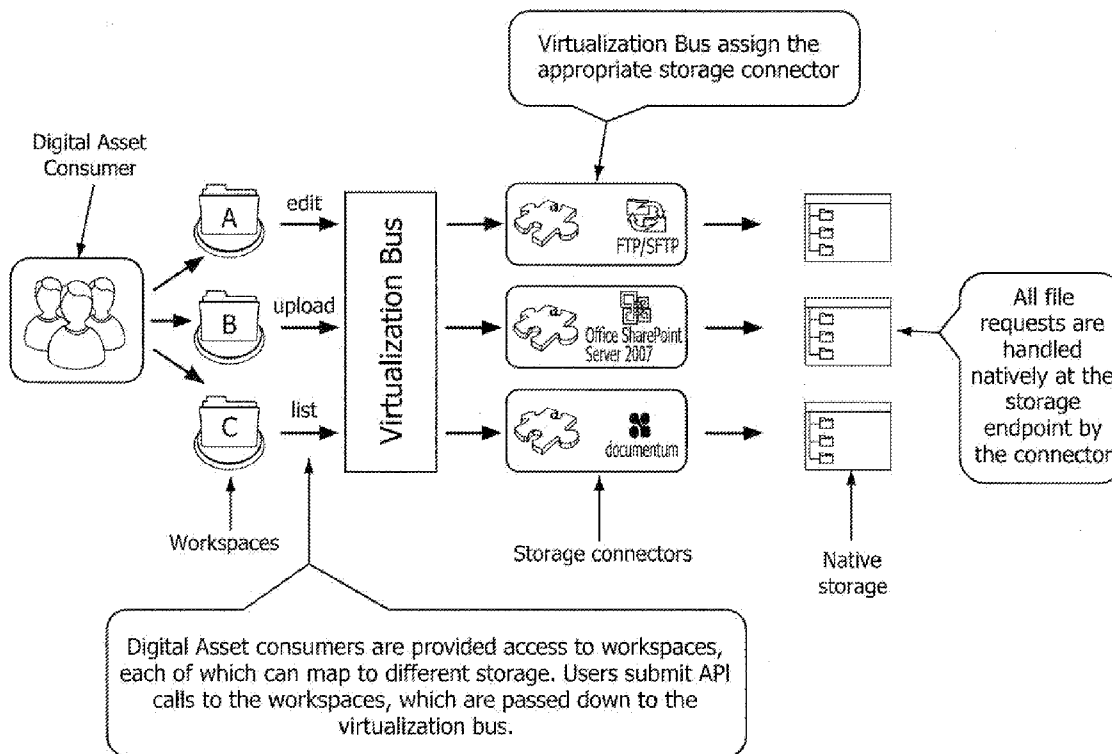 Virtualization Bus assign the
appropriate storage connector
Digital Asset
Consumer
A
edit
FTP/SFTP
B
upload
Virtualization Bus
Office SharePoint
Server 2007
C
list
documentum
All file
requests are
handled
natively at the
storage
endpoint by
the connector
Workspaces
Storage connectors
Native
storage
Digital Asset consumers are provided access to workspaces,
each of which can map to different storage. Users submit API
calls to the workspaces, which are passed down to the
virtualization bus.